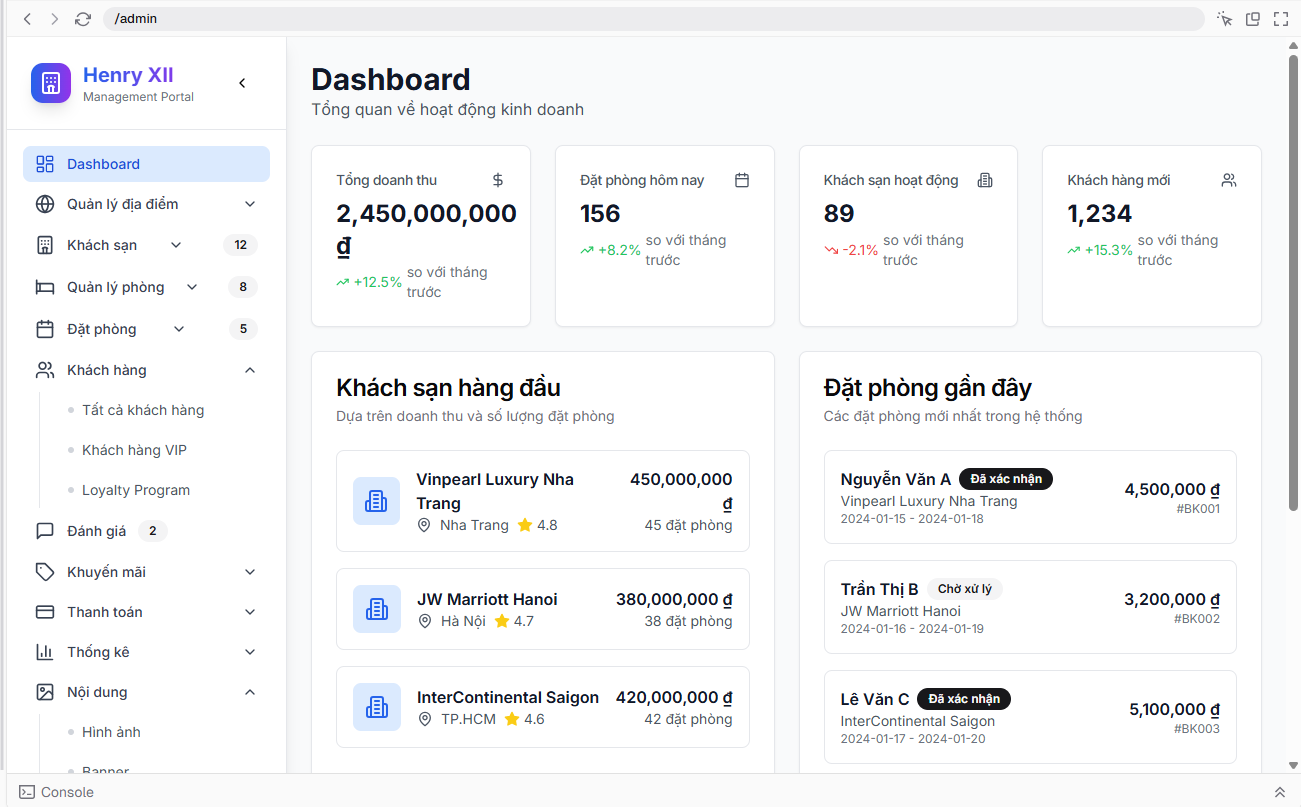 /admin
Henry XII
Management Portal
Dashboard
Quản lý địa điểm
Khách sạn 12
Quản lý phòng 8
Đặt phòng 5
Khách hàng
Tất cả khách hàng
Khách hàng VIP
Loyalty Program
Đánh giá 2
Khuyến mãi
Thanh toán
Thống kê
Nội dung
Hình ảnh
Banner
Dashboard
Tổng quan về hoạt động kinh doanh
Tổng doanh thu
2,450,000,000
₫
+12.5% so với tháng
trước
Đặt phòng hôm nay
156
+8.2% so với tháng
trước
Khách sạn hoạt động
89
-2.1% so với tháng
trước
Khách hàng mới
1,234
+15.3% so với tháng
trước
Khách sạn hàng đầu
Dựa trên doanh thu và số lượng đặt phòng
Vinpearl Luxury Nha
Trang
Nha Trang 4.8
450,000,000
₫
45 đặt phòng
JW Marriott Hanoi
Hà Nội 4.7
380,000,000 ₫
38 đặt phòng
InterContinental Saigon
TP.HCM 4.6
420,000,000 ₫
42 đặt phòng
Đặt phòng gần đây
Các đặt phòng mới nhất trong hệ thống
Nguyễn Văn A Đã xác nhận
Vinpearl Luxury Nha Trang
2024-01-15 - 2024-01-18
4,500,000 ₫
#BK001
Trần Thị B Chờ xử lý
JW Marriott Hanoi
2024-01-16 - 2024-01-19
3,200,000 ₫
#BK002
Lê Văn C Đã xác nhận
InterContinental Saigon
2024-01-17 - 2024-01-20
5,100,000 ₫
#BK003
Console